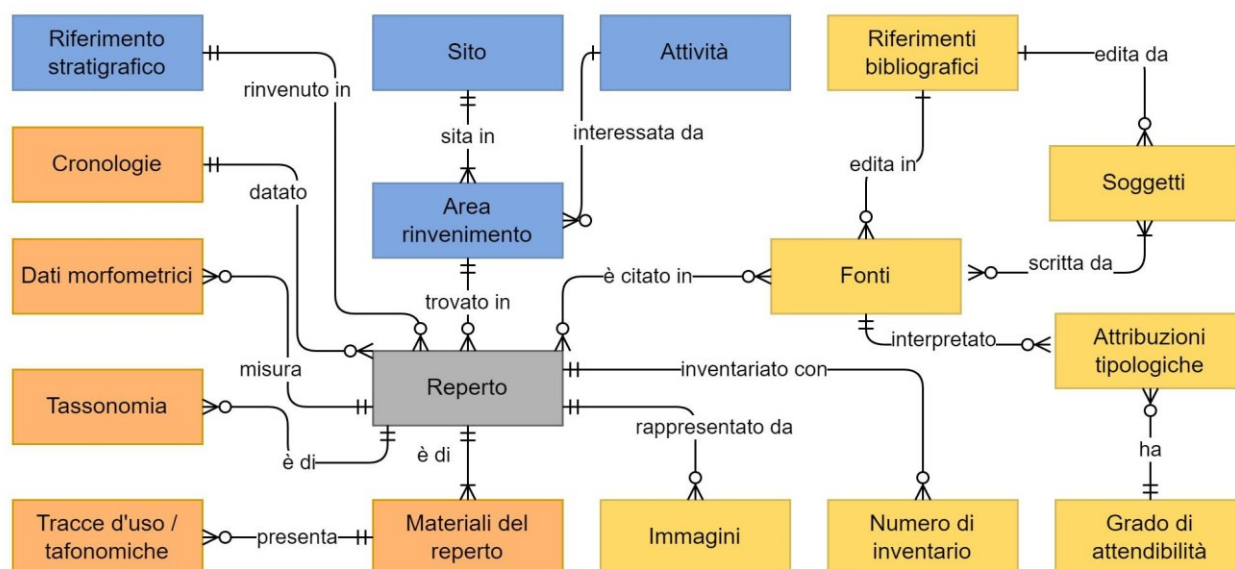 Riferimento
stratigrafico
Sito
Attività
Riferimenti
bibliografici
edita da
rinvenuto in
sita in
interessata da
Cronologie
datato
edita in
Soggetti
Area
rinvenimento
Dati morfometrici
è citato in
Fonti
scritta da
trovato in
interpretato
Attribuzioni
tipologiche
misura
Reperto
inventariato con
Tassonomia
rappresentato da
è di
è di
ha
Tracce d'uso /
tafonomiche
presenta
Materiali del
reperto
Immagini
Numero di
inventario
Grado di
attendibilità